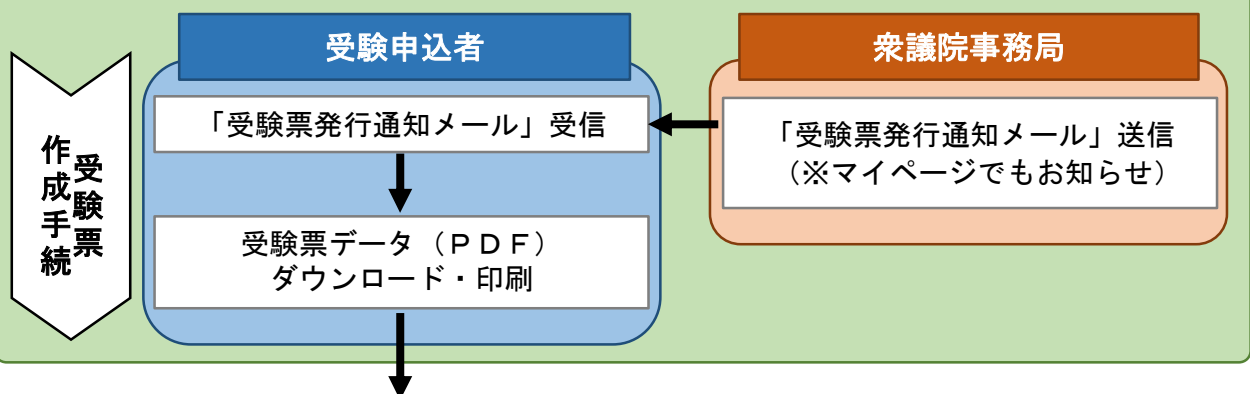 受験票
作成手続
受験申込者
「受験票発行通知メール」受信
受験票データ（ＰＤＦ）
ダウンロード・印刷
衆議院事務局
「受験票発行通知メール」送信
（※マイページでもお知らせ）